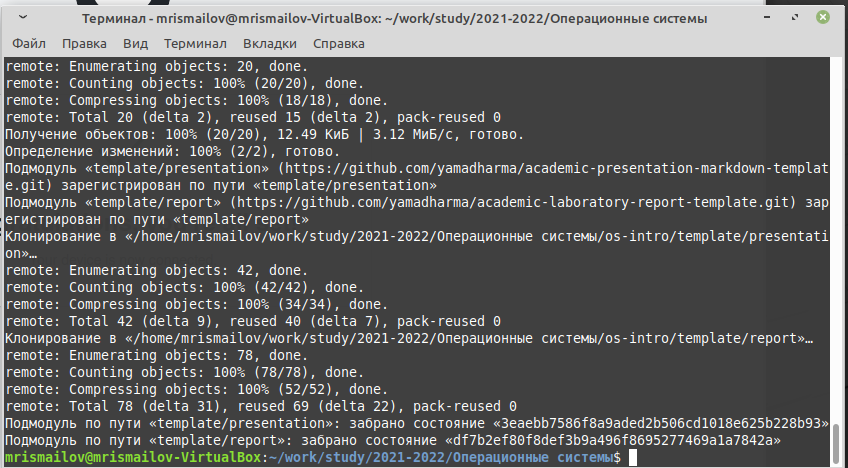 Терминал - mrismailov@mrismailov-VirtualBox: ~/work/study/2021-2022/Операционные системы
Файл Правка Вид Терминал Вкладки Справка
remote: Enumerating objects: 20, done.
remote: Counting objects: 100% (20/20), done.
remote: Compressing objects: 100% (18/18), done.
remote: Total 20 (delta 2), reused 15 (delta 2), pack-reused 0
Получение объектов: 100% (20/20), 12.49 КиБ | 3.12 МиБ/с, готово.
Определение изменений: 100% (2/2), готово.
Подмодуль «template/presentation» (https://github.com/yamadharma/academic-presentation-markdown-templat
e.git) зарегистрирован по пути «template/presentation»
Подмодуль «template/report» (https://github.com/yamadharma/academic-laboratory-report-template.git) зар
егистрирован по пути «template/report»
Клонирование в «/home/mrismailov/work/study/2021-2022/Операционные системы/os-intro/template/presentati
on»…
remote: Enumerating objects: 42, done.
remote: Counting objects: 100% (42/42), done.
remote: Compressing objects: 100% (34/34), done.
remote: Total 42 (delta 9), reused 40 (delta 7), pack-reused 0
Клонирование в «/home/mrismailov/work/study/2021-2022/Операционные системы/os-intro/template/report»…
remote: Enumerating objects: 78, done.
remote: Counting objects: 100% (78/78), done.
remote: Compressing objects: 100% (52/52), done.
remote: Total 78 (delta 31), reused 69 (delta 22), pack-reused 0
Подмодуль по пути «template/presentation»: забрано состояние «3eaebb7586f8a9aded2b506cd1018e625b228b93»
Подмодуль по пути «template/report»: забрано состояние «df7b2ef80f8def3b9a496f8695277469a1a7842a»
mrismailov@mrismailov-VirtualBox:~/work/study/2021-2022/Операционные системы$